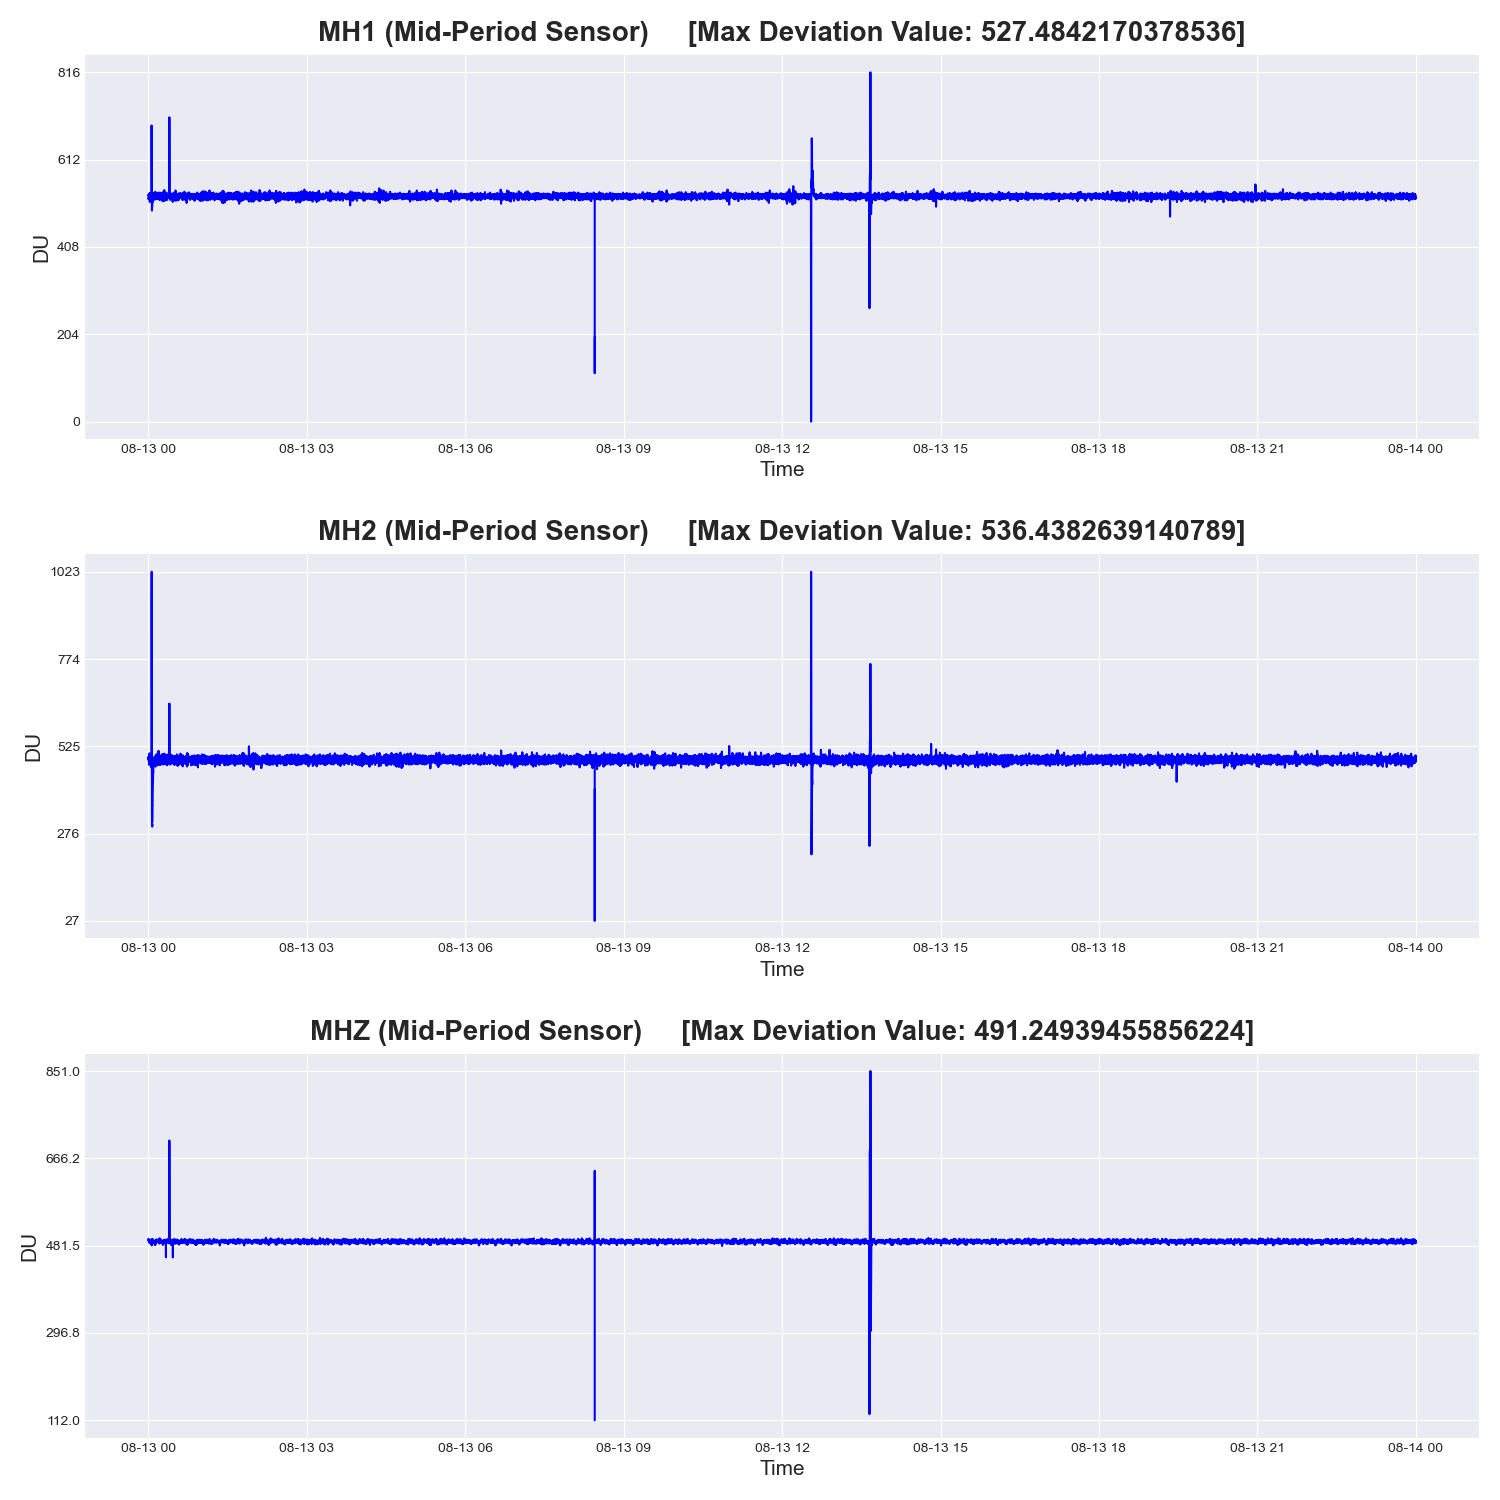 MH1 (Mid-Period Sensor) [Max Deviation Value: 527.4842170378536]
816
612
408
204
0
DU
08-13 00 08-13 03 08-13 06 08-13 09 08-13 12 08-13 15 08-13 18 08-13 21 08-14 00
Time
MH2 (Mid-Period Sensor) [Max Deviation Value: 536.4382639140789]
1023
774
525
276
27
DU
08-13 00 08-13 03 08-13 06 08-13 09 08-13 12 08-13 15 08-13 18 08-13 21 08-14 00
Time
MHZ (Mid-Period Sensor) [Max Deviation Value: 491.24939455856224]
851.0
666.2
481.5
296.8
112.0
DU
08-13 00 08-13 03 08-13 06 08-13 09 08-13 12 08-13 15 08-13 18 08-13 21 08-14 00
Time